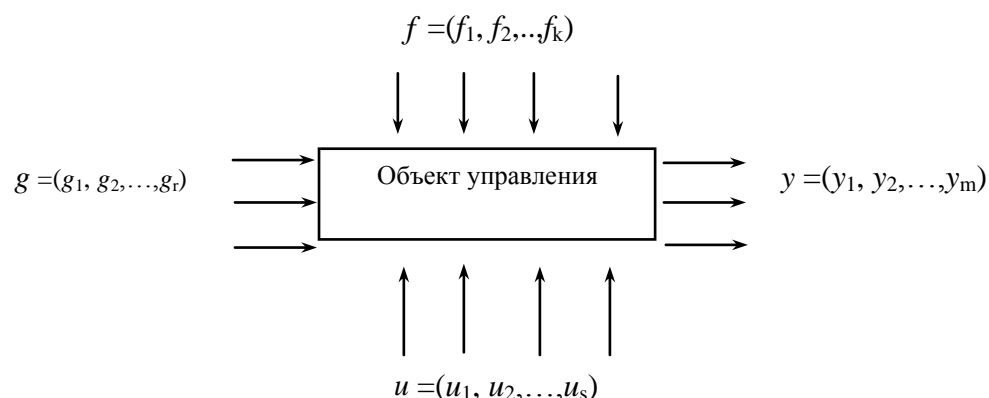 f =(f1, f2,..,fk)
Объект управления
g =(g1, g2,…,gr)
y =(y1, y2,…,ym)
u =(u1, u2,…,us)